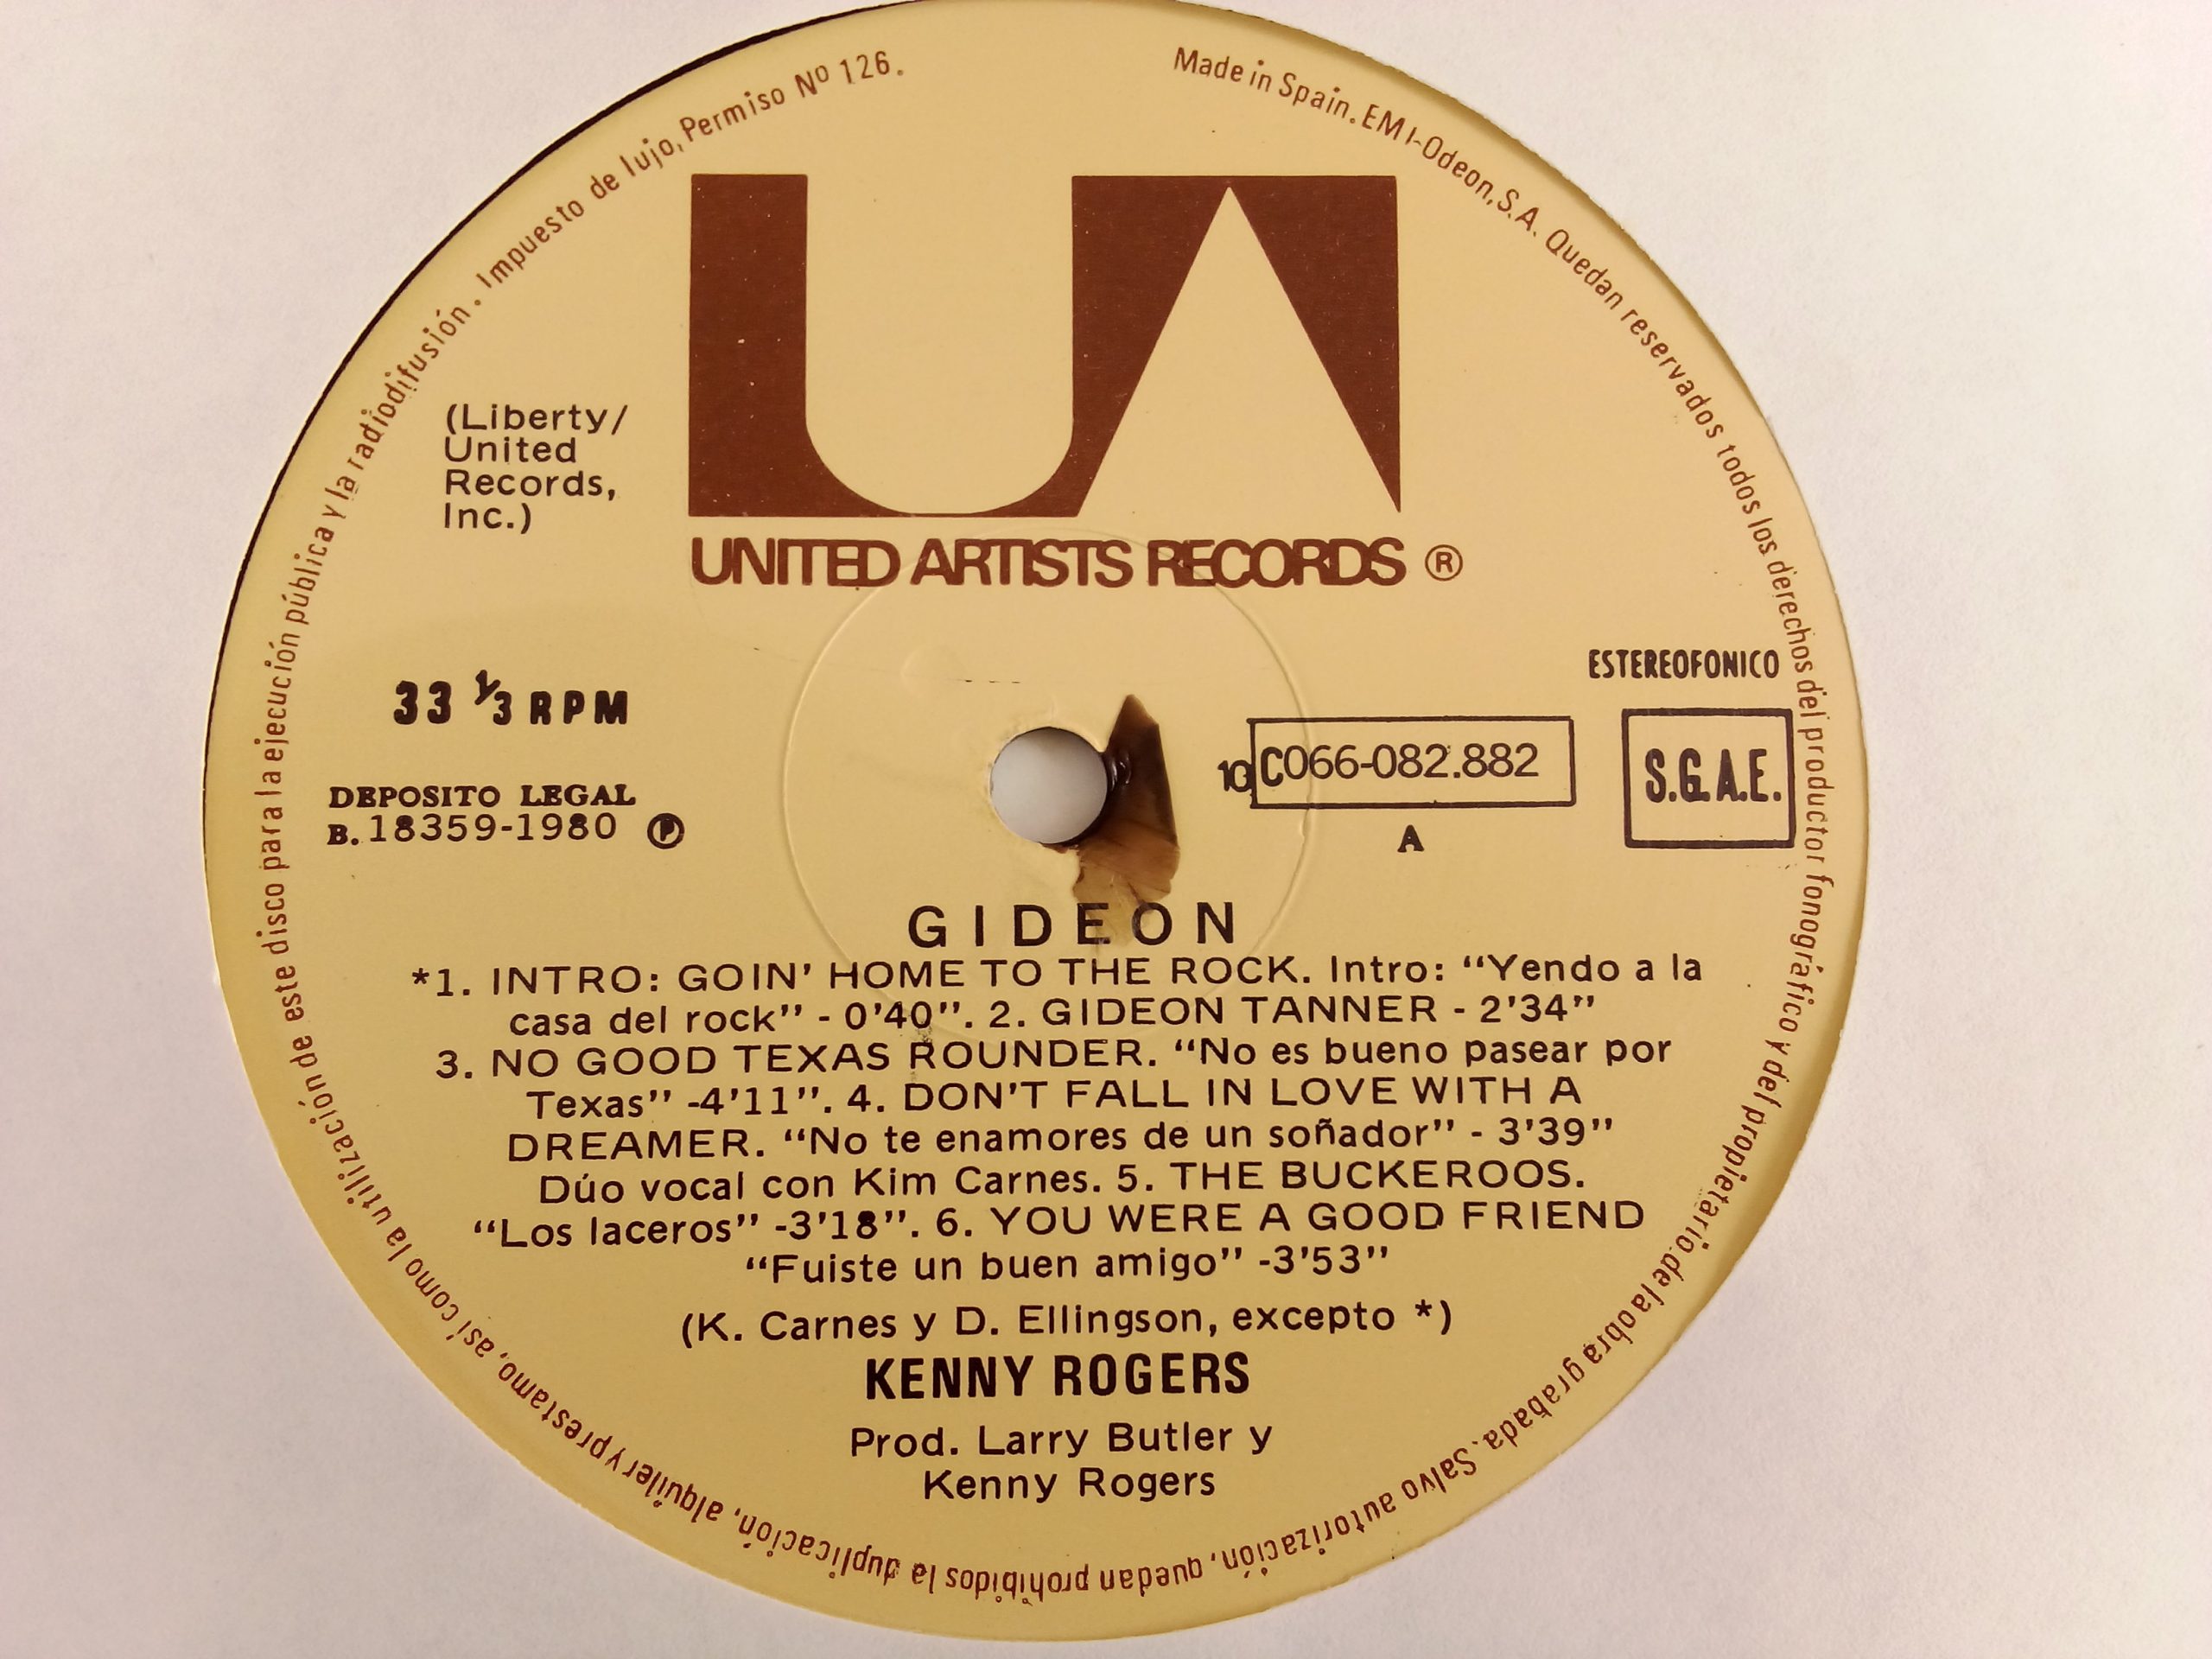 Impuesto de lujo, Permiso Nº 126.
Made in Spain. EMI-Odeon, S.A. Quedan reservados todos los derechos del productor fonográfico y del propietario de la obra grabada. Salvo autorización, quedan prohibidos la duplicación, alquiler y prestamo, así como la utilización de este disco para la ejecución pública y la radiodifusión.
UA
(Liberty/
United
Records,
Inc.)
UNITED ARTISTS RECORDS ®
ESTEREOFONICO
33 1/3 RPM
10C066-082.882
S.G.A.E.
DEPOSITO LEGAL
B. 18359-1980 ℗
A
GIDEON
*1. INTRO: GOIN' HOME TO THE ROCK. Intro: "Yendo a la
casa del rock" - 0'40". 2. GIDEON TANNER - 2'34"
3. NO GOOD TEXAS ROUNDER. "No es bueno pasear por
Texas" -4'11". 4. DON'T FALL IN LOVE WITH A
DREAMER. "No te enamores de un soñador" - 3'39"
Dúo vocal con Kim Carnes. 5. THE BUCKEROOS.
"Los laceros" -3'18". 6. YOU WERE A GOOD FRIEND
"Fuiste un buen amigo" -3'53"
(K. Carnes y D. Ellingson, excepto *)
KENNY ROGERS
Prod. Larry Butler y
Kenny Rogers